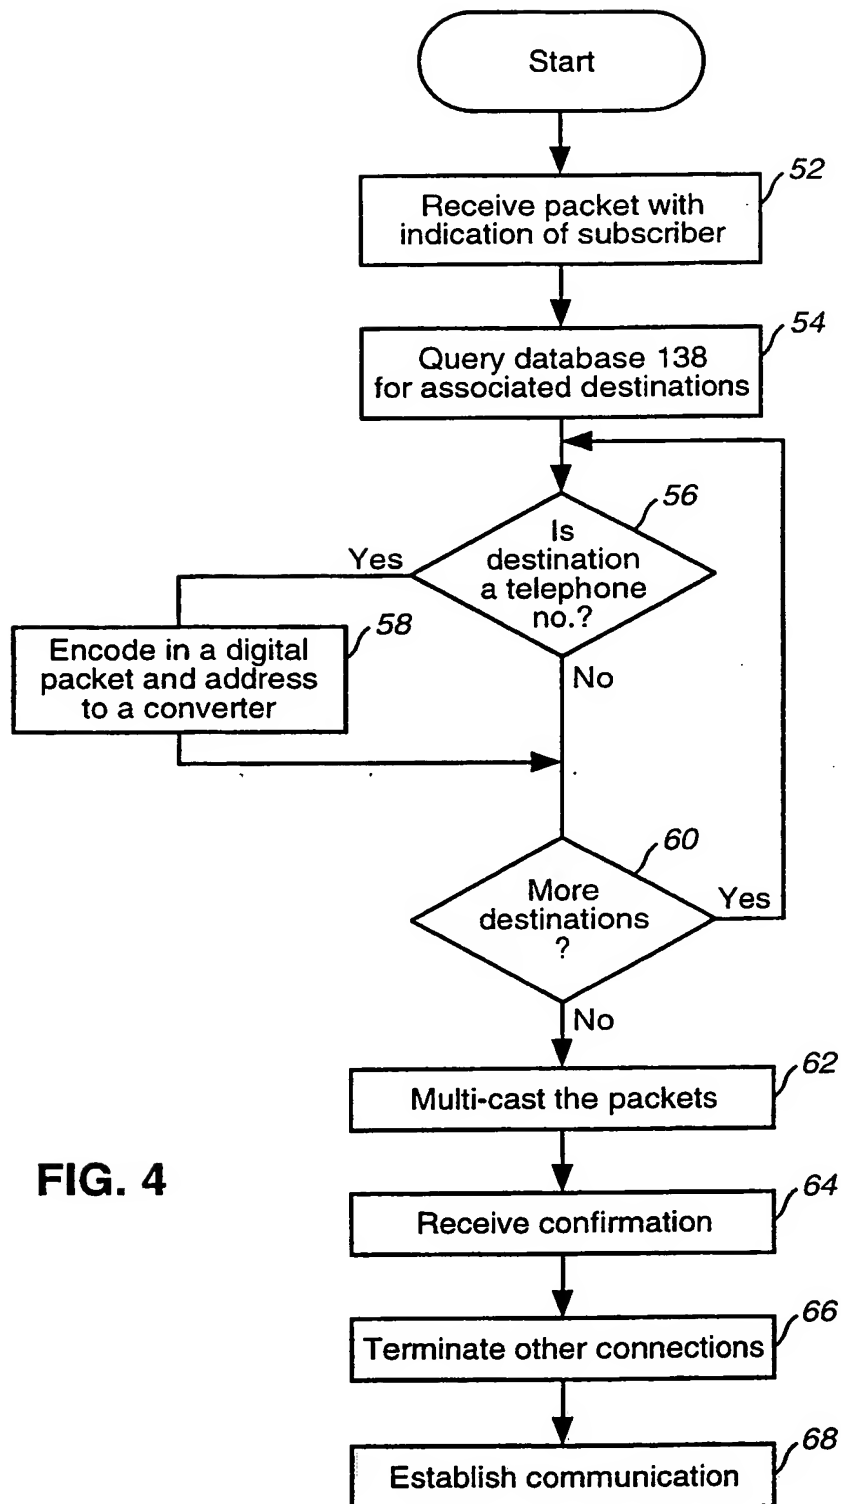 Start
52
Receive packet with
indication of subscriber
54
Query database 138
for associated destinations
56
Is
destination
a telephone
no.?
Yes
No
58
Encode in a digital
packet and address
to a converter
60
More
destinations
?
Yes
No
62
Multi-cast the packets
FIG. 4
64
Receive confirmation
66
Terminate other connections
68
Establish communication